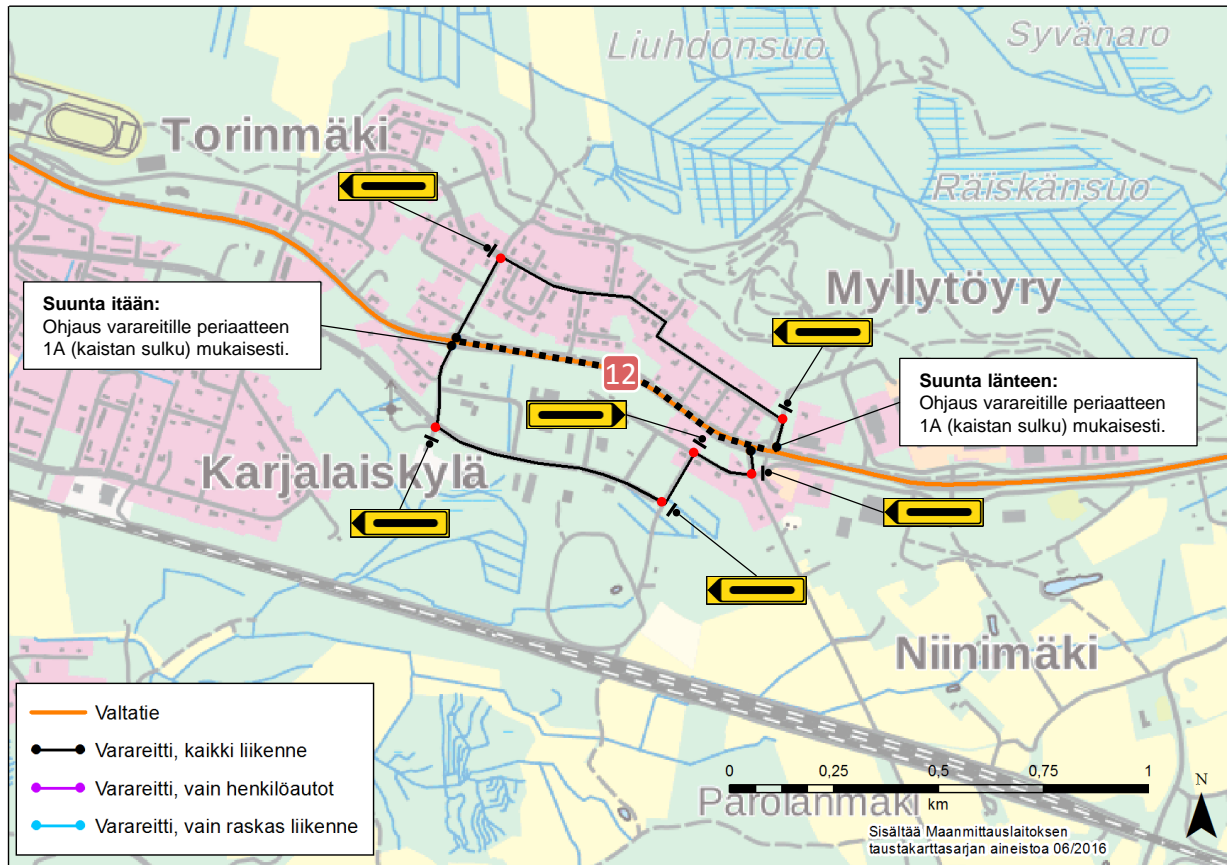 Liuhdonsuo
Syvänaro
Torinmäki
Räiskänsuo
Myllytöyry
Suunta itään:
Ohjaus varareitille periaatteen
1A (kaistan sulku) mukaisesti.
12
Suunta länteen:
Ohjaus varareitille periaatteen
1A (kaistan sulku) mukaisesti.
Karjalaiskylä
Niinimäki
Valtatie
Varareitti, kaikki liikenne
Varareitti, vain henkilöautot
Varareitti, vain raskas liikenne
0 0,25 0,5 0,75 1
km
Parolanmäki
N
Sisältää Maanmittauslaitoksen
taustakarttasarjan aineistoa 06/2016